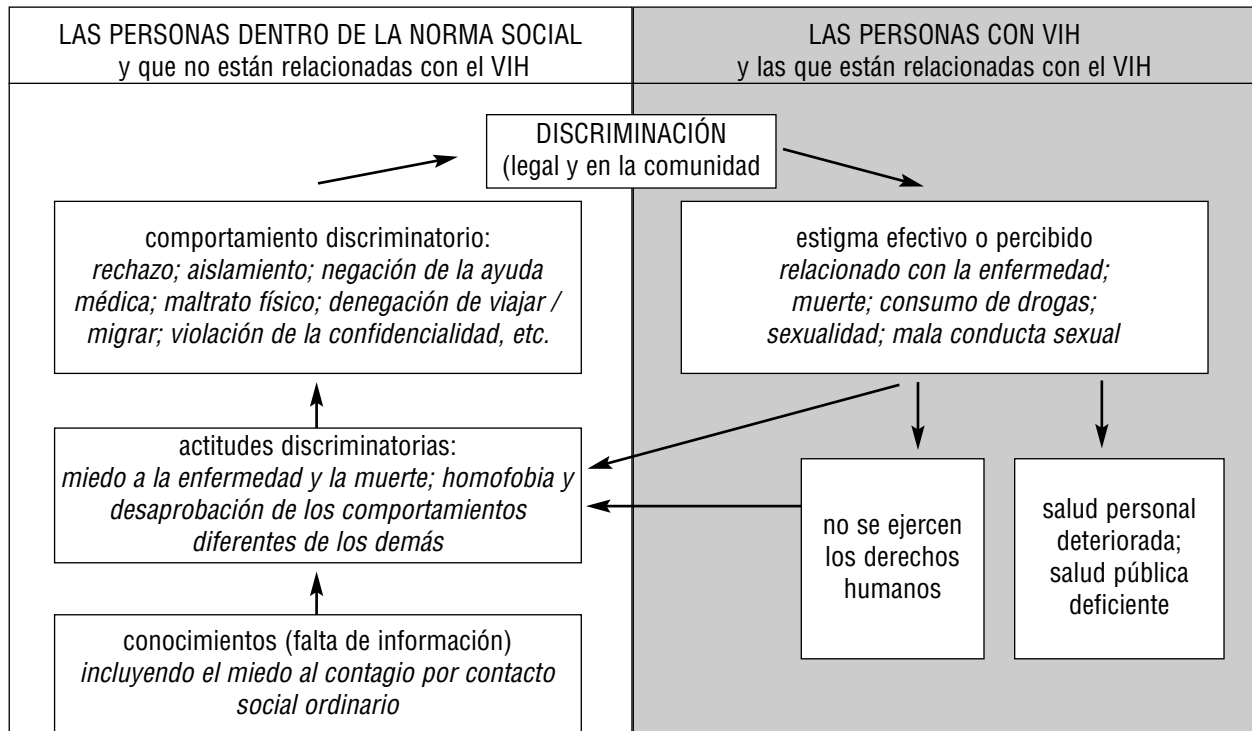 LAS PERSONAS DENTRO DE LA NORMA SOCIAL
y que no están relacionadas con el VIH
LAS PERSONAS CON VIH
y las que están relacionadas con el VIH
DISCRIMINACIÓN
(legal y en la comunidad
comportamiento discriminatorio:
rechazo; aislamiento; negación de la ayuda
médica; maltrato físico; denegación de viajar /
migrar; violación de la confidencialidad, etc.
estigma efectivo o percibido
relacionado con la enfermedad;
muerte; consumo de drogas;
sexualidad; mala conducta sexual
actitudes discriminatorias:
miedo a la enfermedad y la muerte; homofobia y
desaprobación de los comportamientos
diferentes de los demás
no se ejercen
los derechos
humanos
salud personal
deteriorada;
salud pública
deficiente
conocimientos (falta de información)
incluyendo el miedo al contagio por contacto
social ordinario